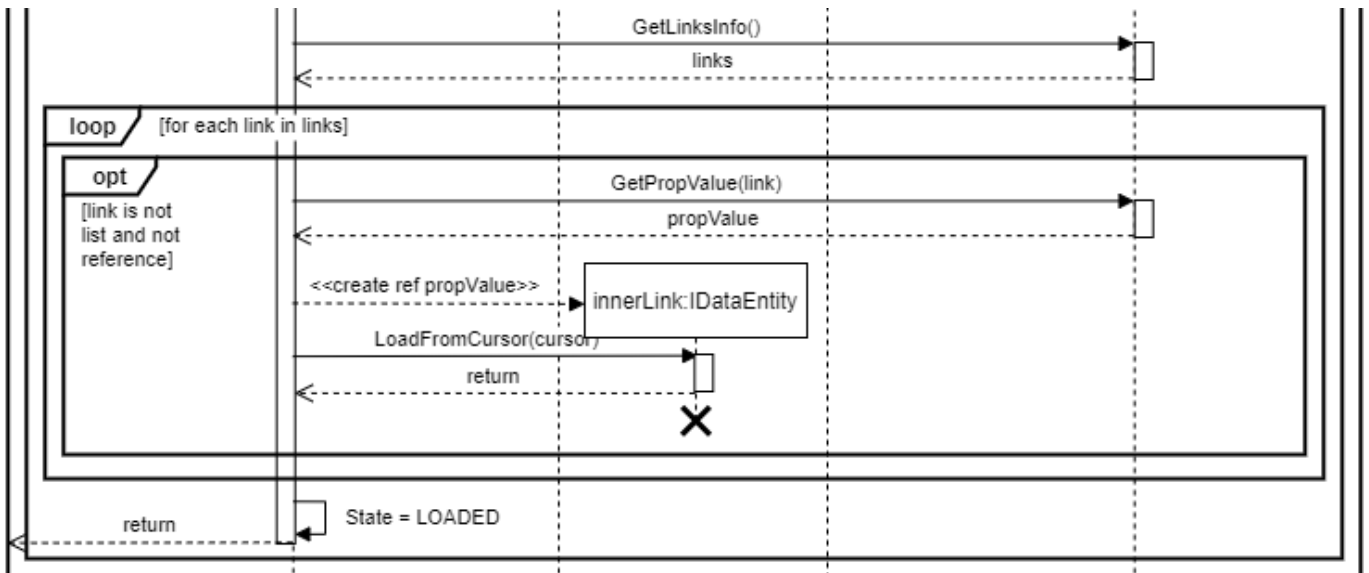 GetLinksInfo()
links
loop
[for each link in links]
opt
GetPropValue(link)
[link is not
list and not
reference]
propValue
<<create ref propValue>>
innerLink:IDataEntity
LoadFromCursor(cursor)
return
State = LOADED
return